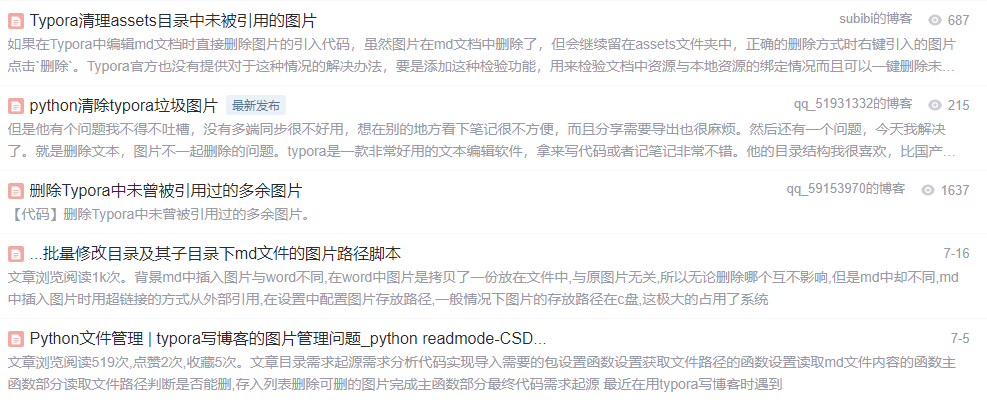 Typora清理assets目录中未被引用的图片 subibi的博客 687
如果在Typora中编辑md文档时直接删除图片的引入代码，虽然图片在md文档中删除了，但会继续留在assets文件夹中，正确的删除方式时右键引入的图片
点击`删除`。Typora官方也没有提供对于这种情况的解决办法，要是添加这种检验功能，用来检验文档中资源与本地资源的绑定情况而且可以一键删除未...
python清除typora垃圾图片 最新发布 qq_51931332的博客 215
但是他有个问题我不得不吐槽，没有多端同步很不好用，想在别的地方看下笔记很不方便，而且分享需要导出也很麻烦。然后还有一个问题，今天我解决
了。就是删除文本，图片不一起删除的问题。typora是一款非常好用的文本编辑软件，拿来写代码或者记笔记非常不错。他的目录结构我很喜欢，比国产...
删除Typora中未曾被引用过的多余图片 qq_59153970的博客 1637
【代码】删除Typora中未曾被引用过的多余图片。
...批量修改目录及其子目录下md文件的图片路径脚本 7-16
文章浏览阅读1k次。背景md中插入图片与word不同,在word中图片是拷贝了一份放在文件中,与原图片无关,所以无论删除哪个互不影响,但是md中却不同,md
中插入图片时用超链接的方式从外部引用,在设置中配置图片存放路径,一般情况下图片的存放路径在c盘,这极大的占用了系统
Python文件管理 | typora写博客的图片管理问题_python readmode-CSD... 7-5
文章浏览阅读519次,点赞2次,收藏5次。文章目录需求起源需求分析代码实现导入需要的包设置函数设置获取文件路径的函数设置读取md文件内容的函数主
函数部分读取文件路径判断是否能删,存入列表删除可删的图片完成主函数部分最终代码需求起源 最近在用typora写博客时遇到